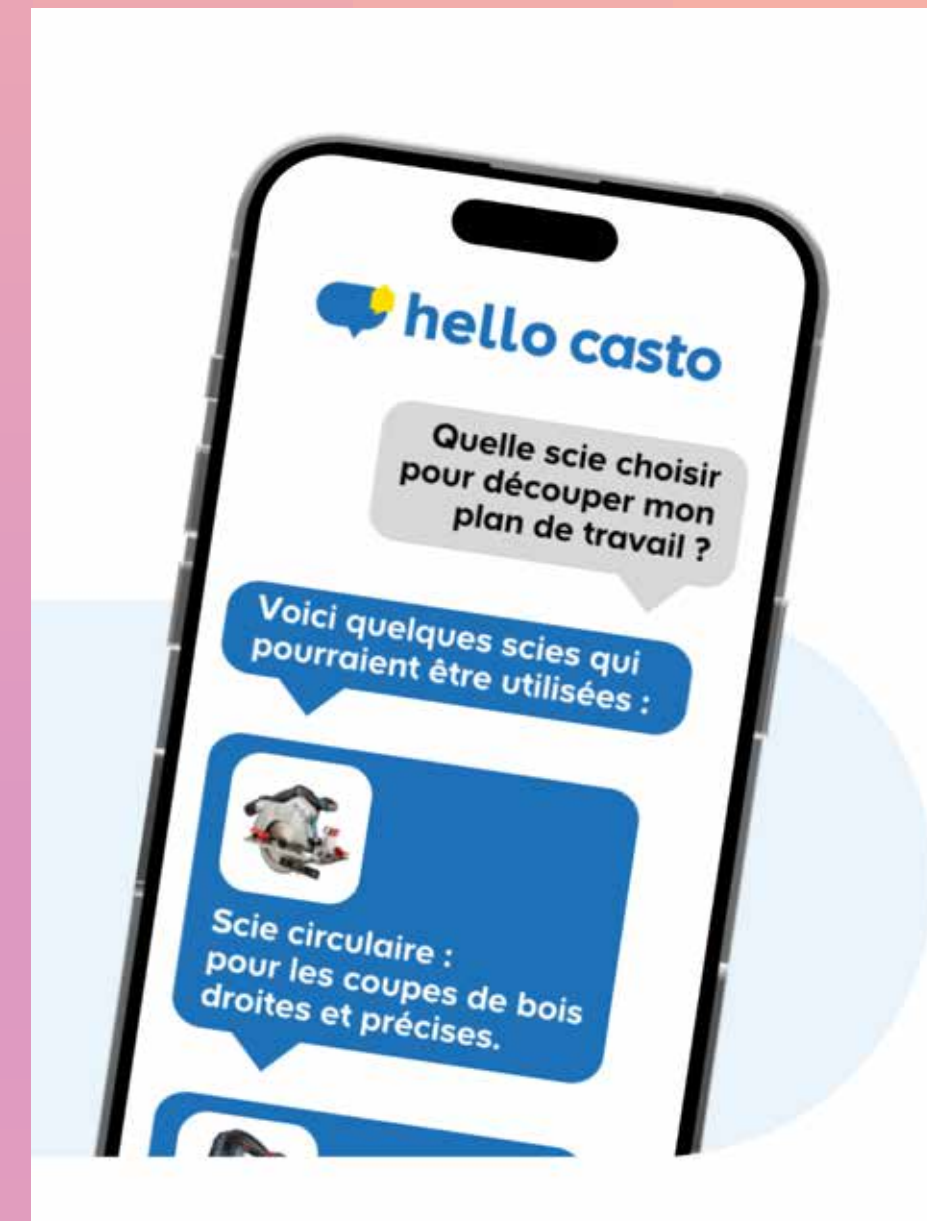 hello casto
Quelle scie choisir
pour découper mon
plan de travail ?
Voici quelques scies qui
pourraient être utilisées :
Scie circulaire :
pour les coupes de bois
droites et précises.